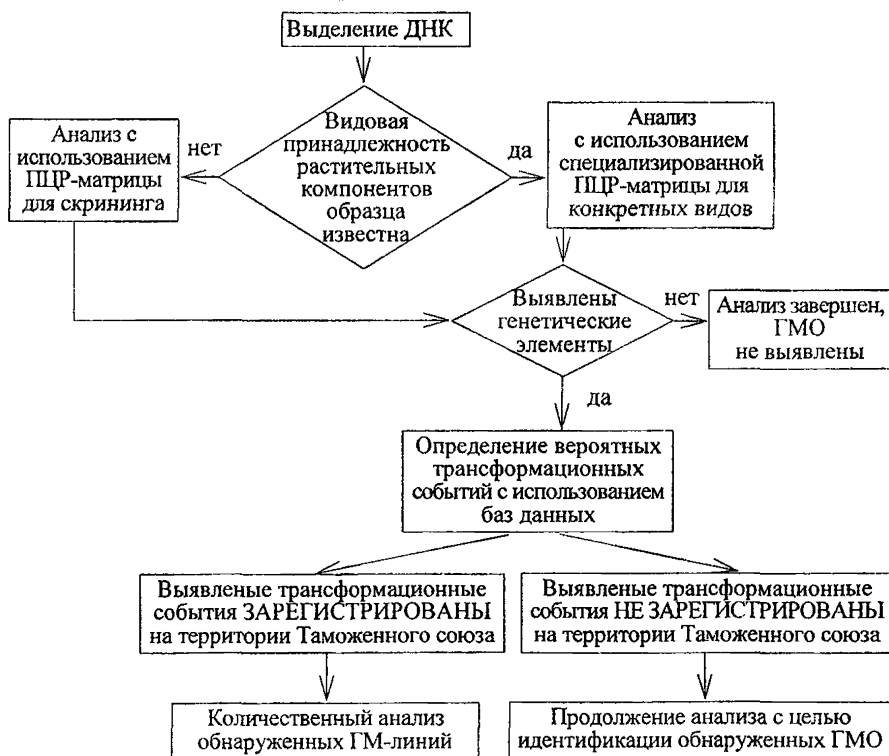 Выделение ДНК
Видовая
принадлежность
растительных
компонентов
образца
известна
нет
да
Анализ с
использованием
ПЦР-матрицы
для скрининга
Анализ
с использованием
специализированной
ПЦР-матрицы для
конкретных видов
Выявлены
генетические
элементы
нет
Анализ завершен,
ГМО
не выявлены
да
Определение вероятных
трансформационных
событий с использованием
баз данных
Выявленые трансформационные
события ЗАРЕГИСТРИРОВАНЫ
на территории Таможенного союза
Выявленые трансформационные
события НЕ ЗАРЕГИСТРИРОВАНЫ
на территории Таможенного союза
Количественный анализ
обнаруженных ГМ-линий
Продолжение анализа с целью
идентификации обнаруженных ГМО